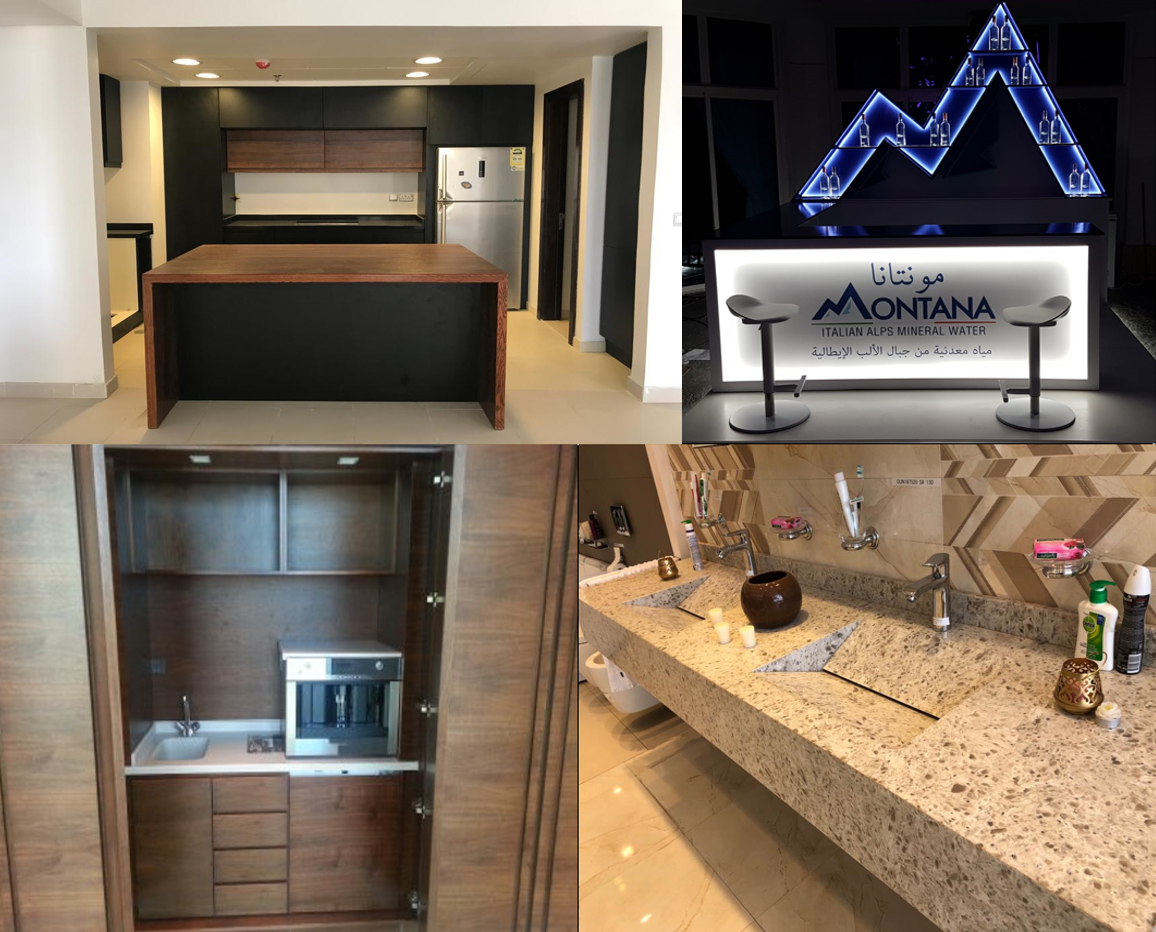 مونتانا
MONTANA
ITALIAN ALPS MINERAL WATER
مياه معدنية من جبال الألب الإيطالية